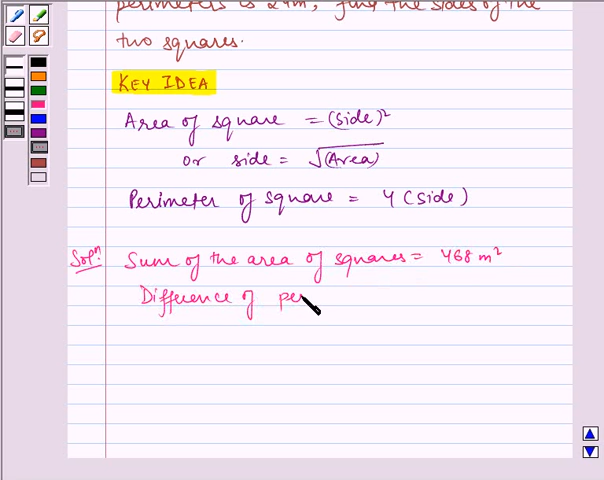 perimeters is 24m, find the sides of the
two squares.
KEY IDEA
Area of square = (side)²
or side = √(Area)
Perimeter of square = 4 (side)
Solⁿ. Sum of the area of squares = 468 m²
Difference of pe